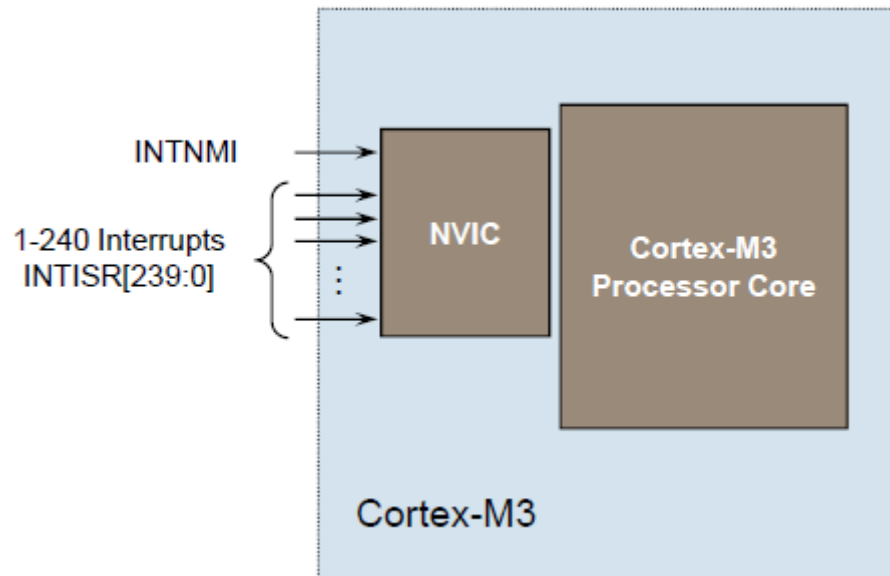 INTNMI
1-240 Interrupts
INTISR[239:0]
NVIC
Cortex-M3
Processor Core
Cortex-M3